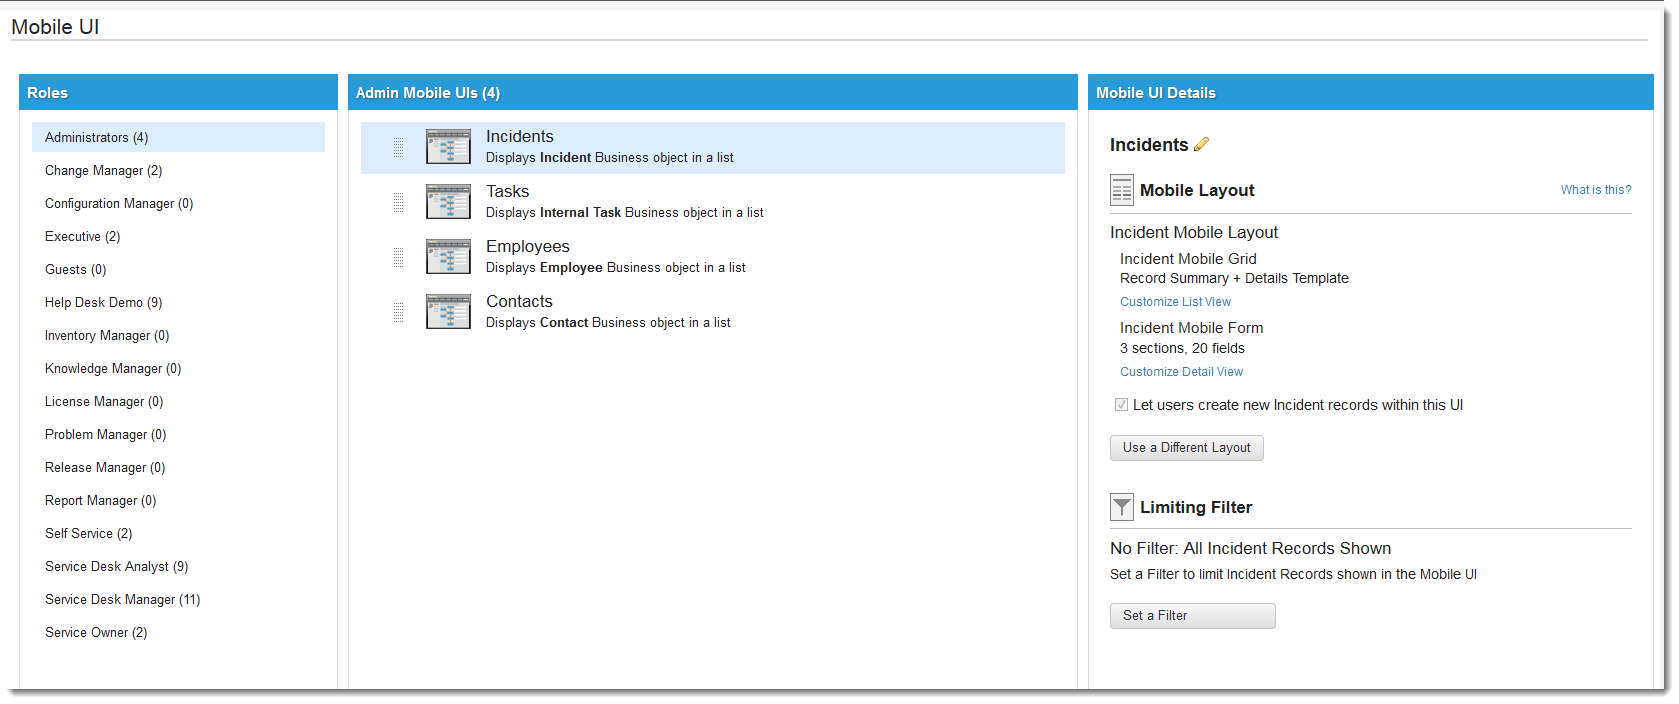 Mobile UI
Roles
Administrators (4)
Change Manager (2)
Configuration Manager (0)
Executive (2)
Guests (0)
Help Desk Demo (9)
Inventory Manager (0)
Knowledge Manager (0)
License Manager (0)
Problem Manager (0)
Release Manager (0)
Report Manager (0)
Self Service (2)
Service Desk Analyst (9)
Service Desk Manager (11)
Service Owner (2)
Admin Mobile UIs (4)
Incidents
Displays Incident Business object in a list
Tasks
Displays Internal Task Business object in a list
Employees
Displays Employee Business object in a list
Contacts
Displays Contact Business object in a list
Mobile UI Details
Incidents
Mobile Layout
What is this?
Incident Mobile Layout
Incident Mobile Grid
Record Summary + Details Template
Customize List View
Incident Mobile Form
3 sections, 20 fields
Customize Detail View
Let users create new Incident records within this UI
Use a Different Layout
Limiting Filter
No Filter: All Incident Records Shown
Set a Filter to limit Incident Records shown in the Mobile UI
Set a Filter